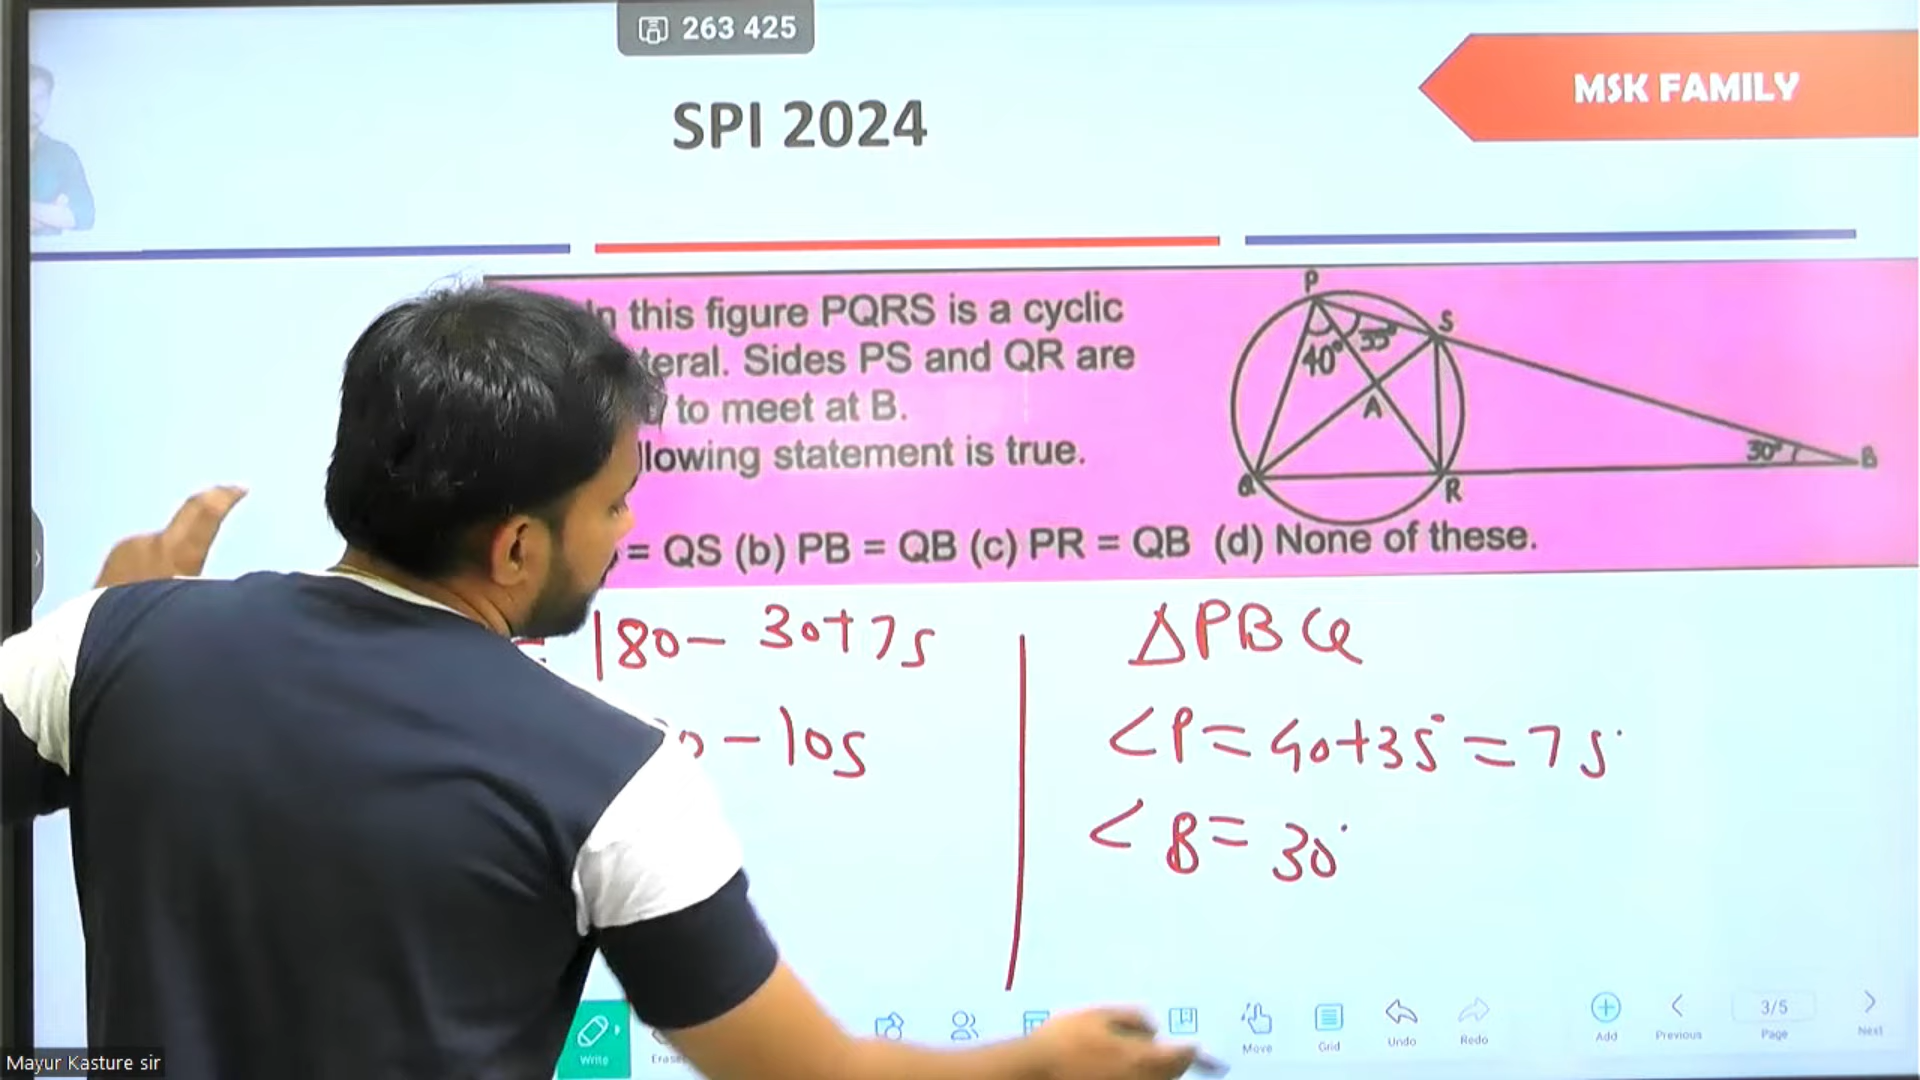 263 425
SPI 2024
MSK FAMILY
this figure PQRS is a cyclic
teral. Sides PS and QR are
to meet at B.
llowing statement is true.
= QS (b) PB = QB (c) PR = QB (d) None of these.
P
S
40°
35°
A
30°
B
Q
R
180 - 30+75
- 105
△PBQ
<P = 40+35° = 75°
<B = 30°
Write
Move
Grid
Undo
Redo
Add
Previous
3/5
Page
Next
Mayur Kasture sir